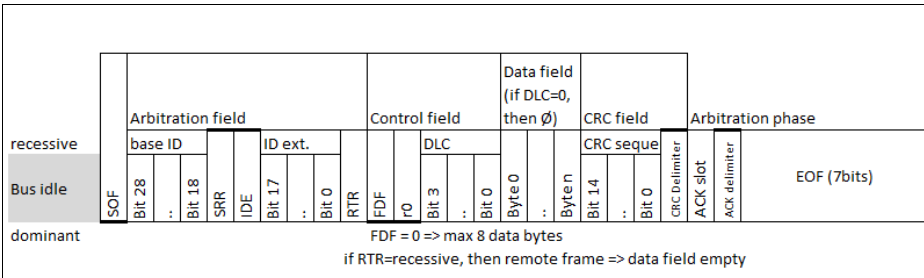 Data field
(if DLC=0,
Arbitration field Control field then Ø) CRC field Arbitration phase
recessive base ID ID ext. DLC CRC seque
Bus idle SOF Bit 28 .. Bit 18 SRR IDE Bit 17 .. Bit 0 RTR FDF r0 Bit 3 .. Bit 0 Byte 0 .. Byte n Bit 14 .. Bit 0 CRC Delimiter ACK slot ACK delimiter EOF (7bits)
dominant FDF = 0 => max 8 data bytes
if RTR=recessive, then remote frame => data field empty